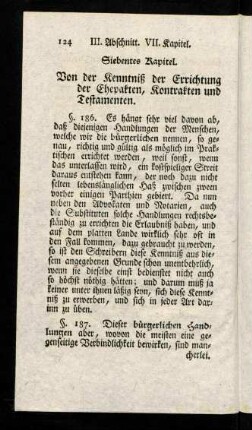 124 III. Abschnitt. VII. Kapitel.
Siebentes Kapitel.
Von der Kenntniß der Errichtung
der Ehepakten, Kontrakten und
Testamenten.
§. 186. Es hängt sehr viel davon ab,
daß diejenigen Handlungen der Menschen,
welche wir die bürgerlichen nennen, so ge-
nau, richtig und gültig als möglich im Prak-
tischen errichtet werden, weil sonst, wenn
das unterlassen wird, ein kostspieliger Streit
daraus entstehen kann, der noch dazu nicht
selten lebenslänglichen Haß zwischen zween
vorher einigen Partheien gebiert. Da nun
neben den Advokaten und Notarien, auch
die Substituten solche Handlungen rechtsbe-
ständig zu errichten die Erlaubniß haben, und
auf dem platten Lande wirklich sehr oft in
den Fall kommen, dazu gebraucht zu werden,
so ist den Schreibern diese Kenntniß aus die-
sem angegebenen Grunde schon unentbehrlich,
wenn sie dieselbe einst bedienstet nicht auch
so höchst nöthig hätten; und darum muß ja
keiner unter ihnen läßig seyn, sich diese Kennt-
niß zu erwerben, und sich in jeder Art dar-
inn zu üben.
§. 187. Dieser bürgerlichen Hand-
lungen aber, wovon die meisten eine ge-
genseitige Verbindlichkeit bewirken, sind man-
cherlei.